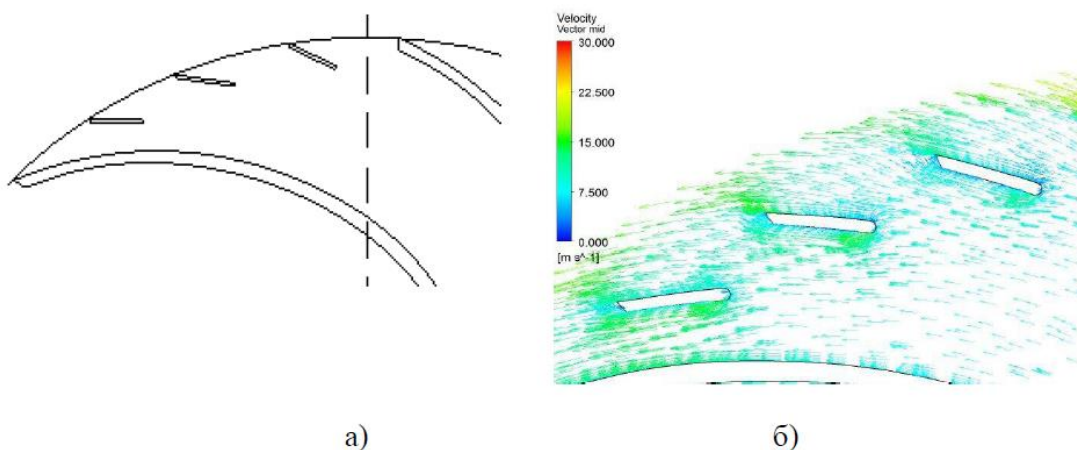 Velocity
Vector mid
30.000
22.500
15.000
7.500
0.000
[m s^-1]
а)
б)